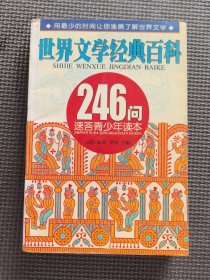 ◆用最少的时间让你准确了解世界文学◆
世界文学经典百科
SHIJIE WENXUE JINGDIAN BAIKE
246问
速答青少年读本
主编